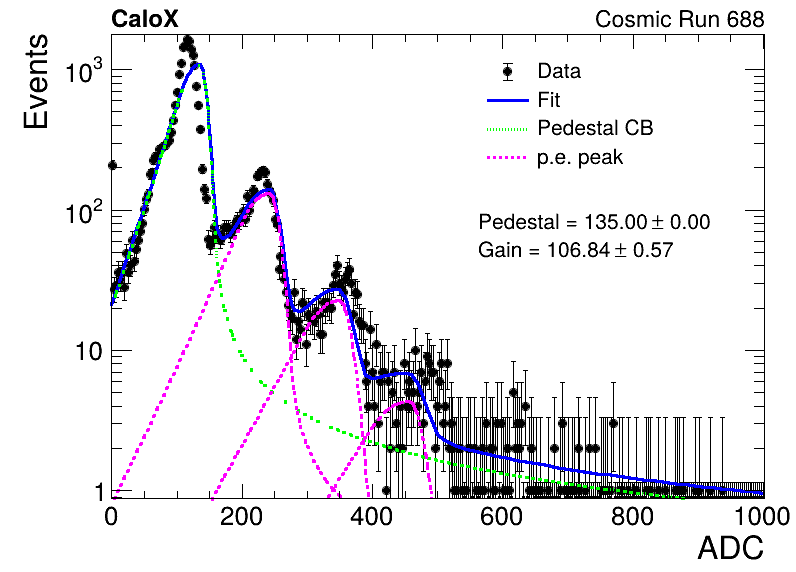 CaloX Cosmic Run 688
Events
10³
10²
10
1
Data
Fit
Pedestal CB
p.e. peak
Pedestal = 135.00 ± 0.00
Gain = 106.84 ± 0.57
0 200 400 600 800 1000
ADC